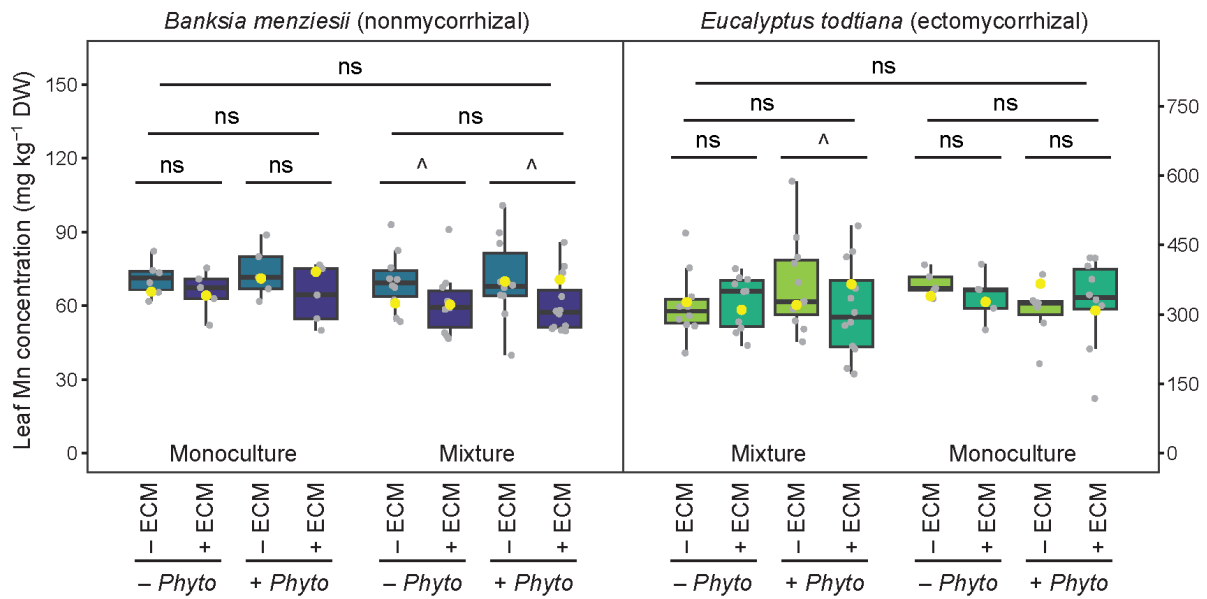 Banksia menziesii (nonmycorrhizal) Eucalyptus todtiana (ectomycorrhizal)
Leaf Mn concentration (mg kg⁻¹ DW)
150
120
90
60
30
0
ns
ns ns
ns ns ^ ^
Monoculture Mixture
ns
ns ns
ns ^ ns ns
Mixture Monoculture
750
600
450
300
150
0
– ECM + ECM – ECM + ECM – ECM + ECM – ECM + ECM – ECM + ECM – ECM + ECM – ECM + ECM – ECM + ECM
– Phyto + Phyto – Phyto + Phyto – Phyto + Phyto – Phyto + Phyto